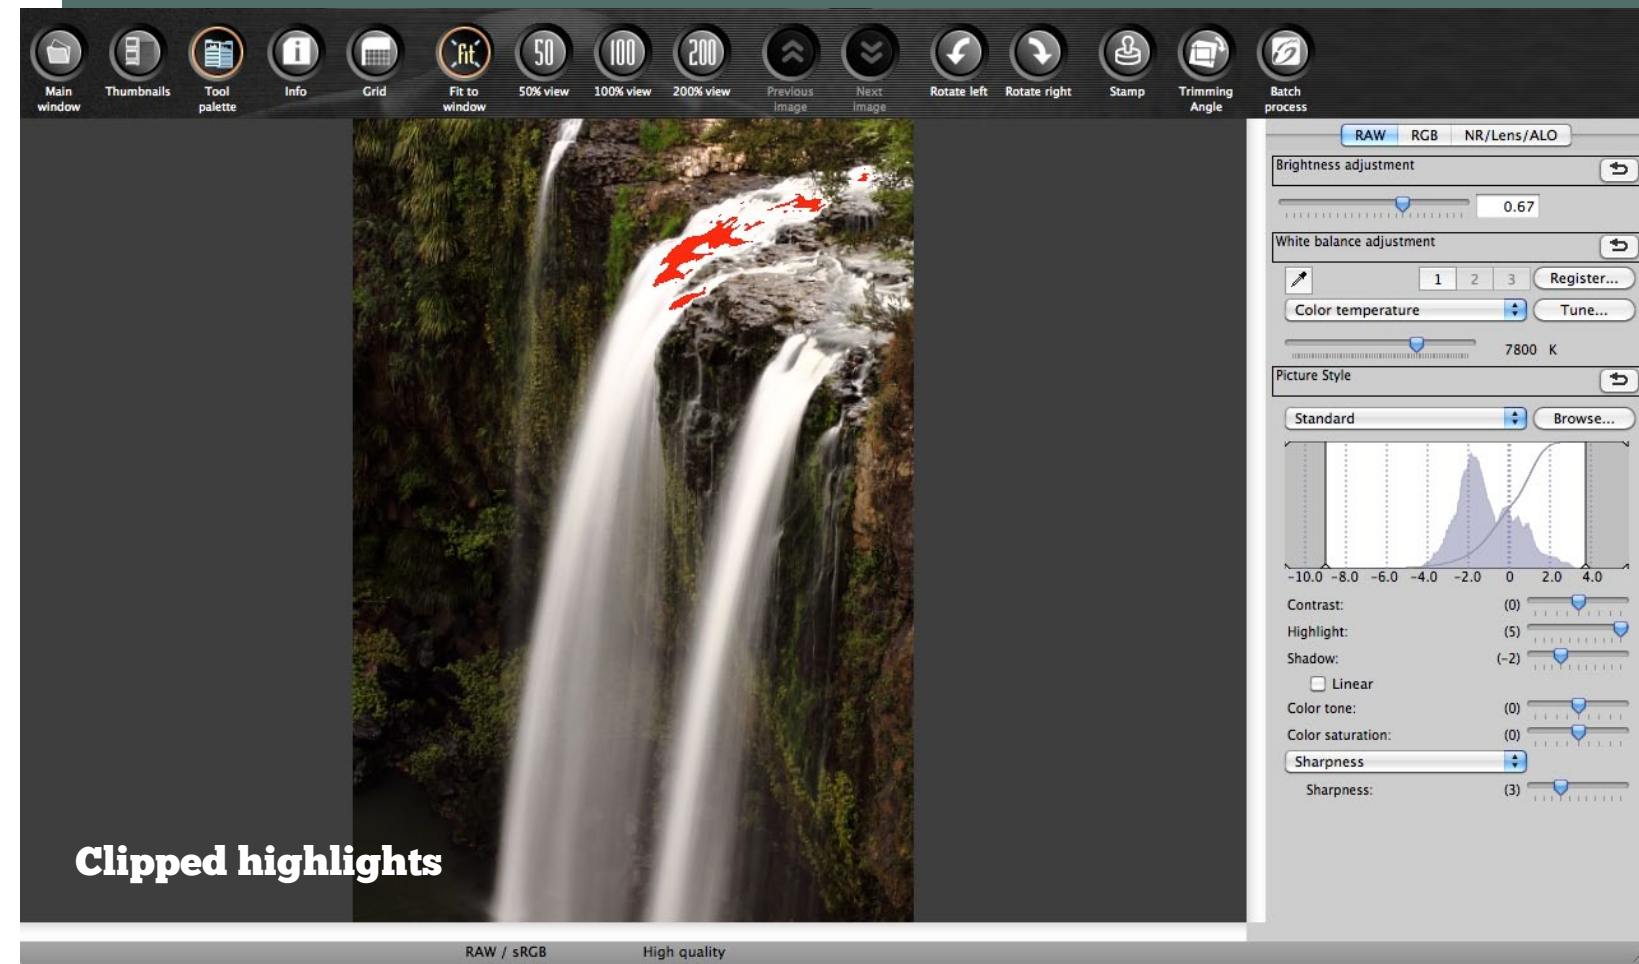 50
100
200
fit
Main window
Thumbnails
Tool palette
Info
Grid
Fit to window
50% view
100% view
200% view
Previous image
Next image
Rotate left
Rotate right
Stamp
Trimming Angle
Batch process
RAW RGB NR/Lens/ALO
Brightness adjustment
0.67
White balance adjustment
1 2 3 Register...
Color temperature Tune...
7800 K
Picture Style
Standard Browse...
-10.0 -8.0 -6.0 -4.0 -2.0 0 2.0 4.0
Contrast: (0)
Highlight: (5)
Shadow: (-2)
Linear
Color tone: (0)
Color saturation: (0)
Sharpness
Sharpness: (3)
Clipped highlights
RAW / sRGB High quality